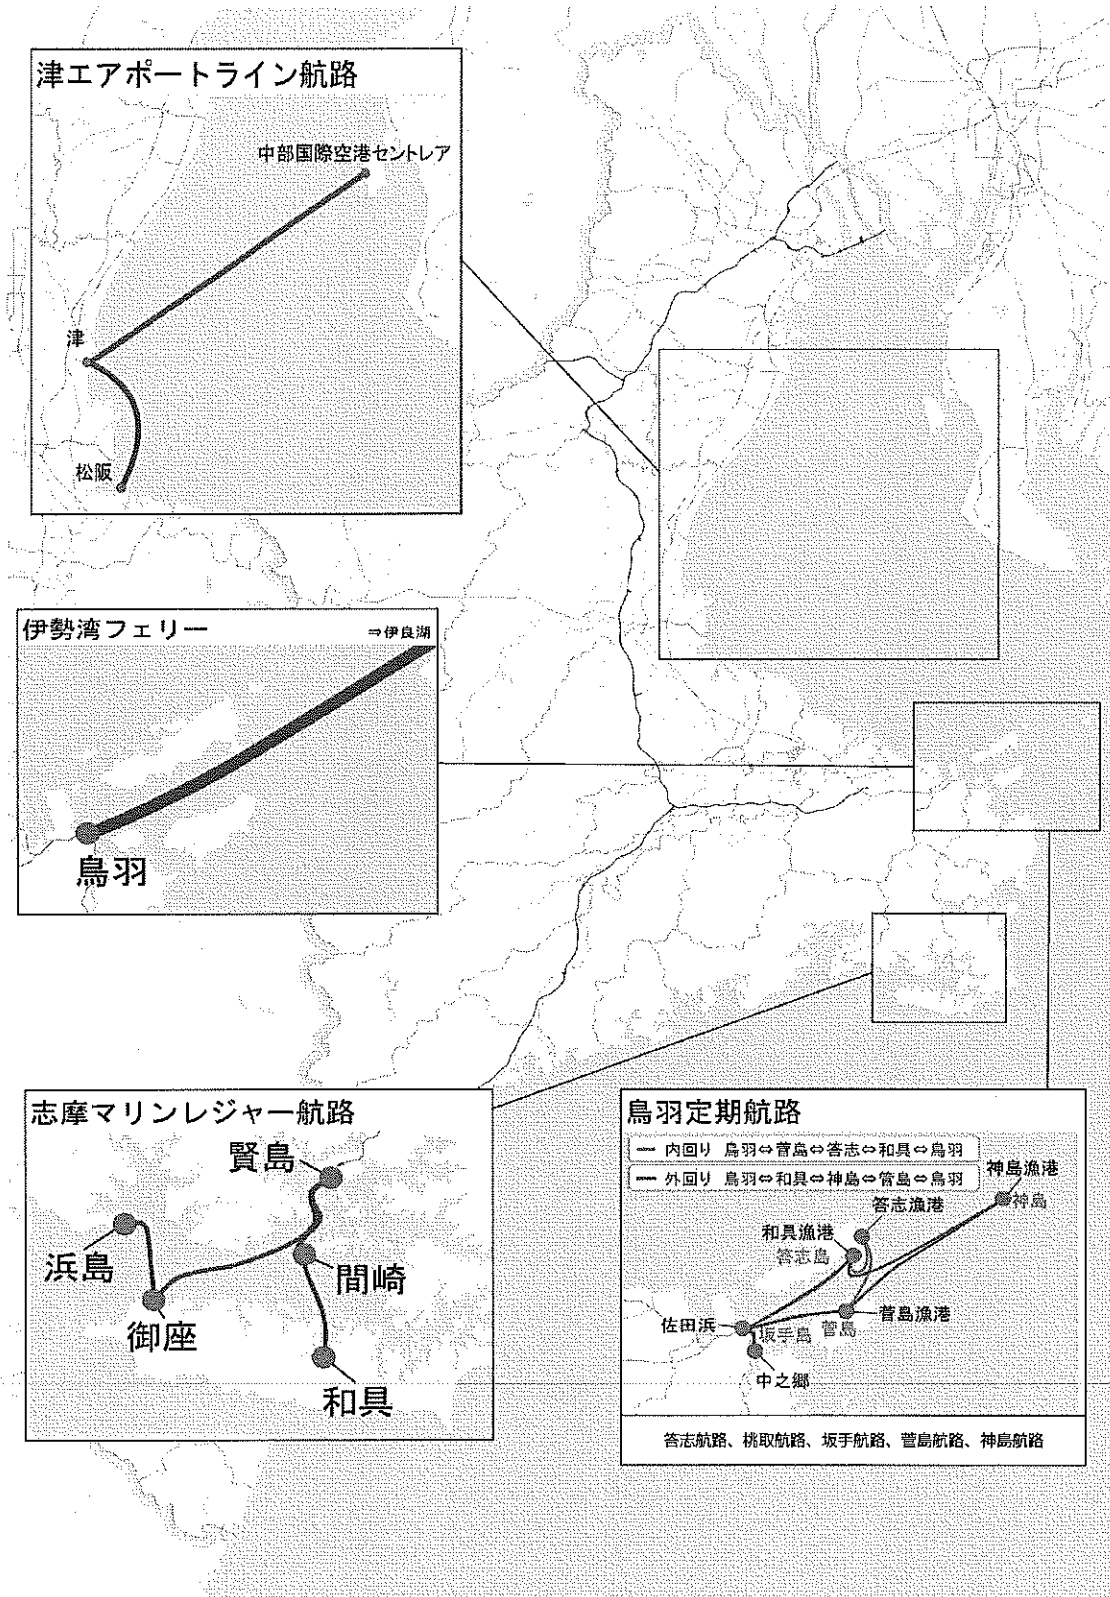 津エアポートライン航路
中部国際空港セントレア
津
松阪
伊勢湾フェリー
⇒伊良湖
鳥羽
志摩マリンレジャー航路
賢島
浜島
間崎
御座
和具
鳥羽定期航路
内回り 鳥羽⇔菅島⇔答志⇔和具⇔鳥羽
外回り 鳥羽⇔和具⇔神島⇔菅島⇔鳥羽
神島漁港
神島
答志漁港
和具漁港
答志島
菅島漁港
佐田浜
坂手島
菅島
中之郷
答志航路、桃取航路、坂手航路、菅島航路、神島航路